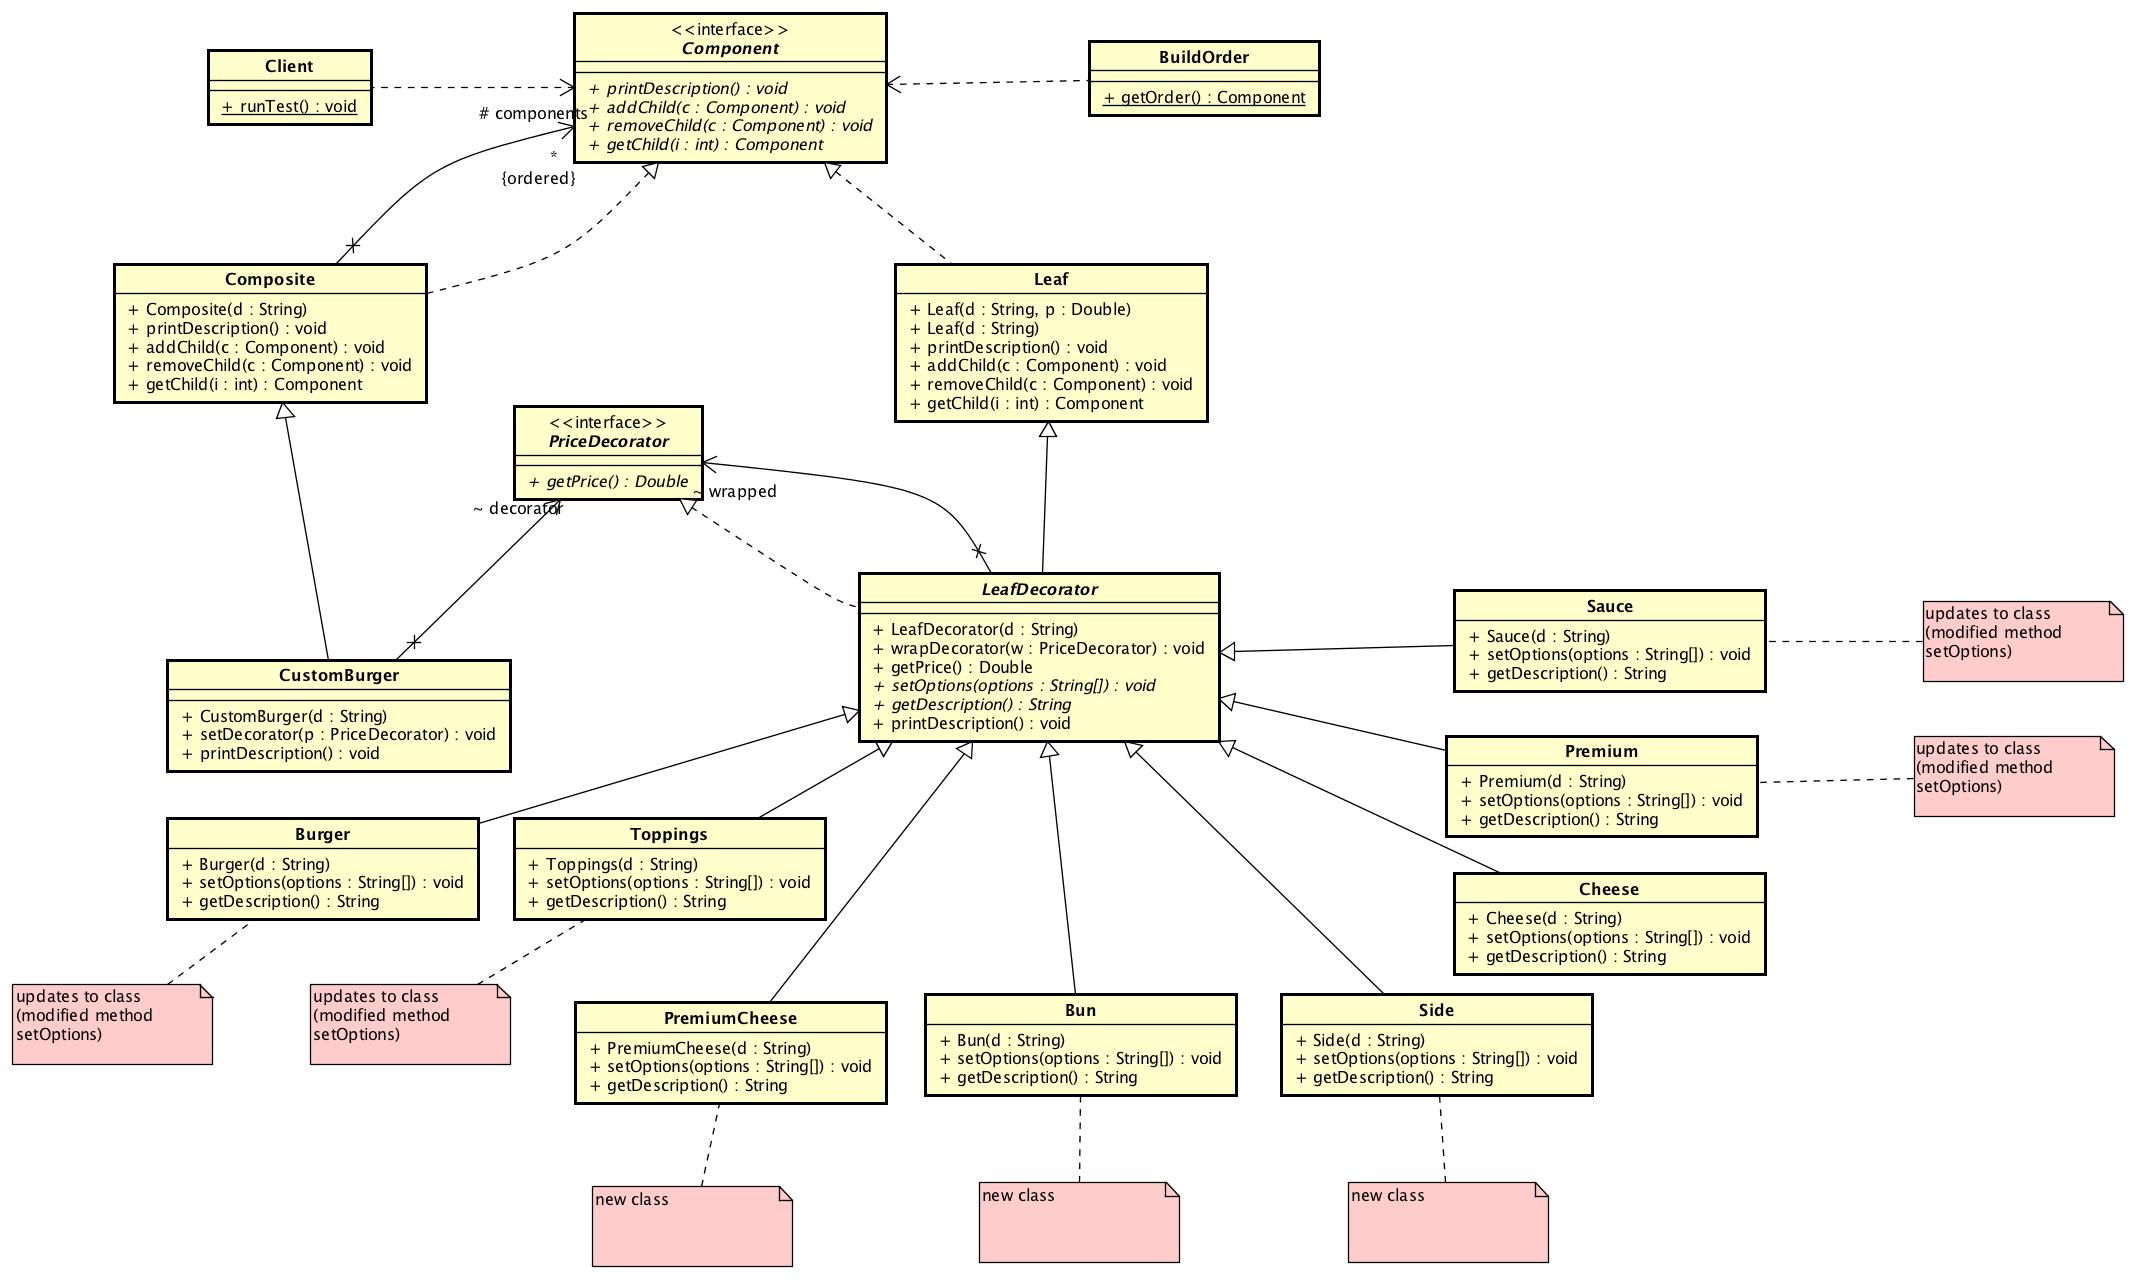 <<interface>>
Component
+ printDescription() : void
+ addChild(c : Component) : void
+ removeChild(c : Component) : void
+ getChild(i : int) : Component
Client
+ runTest() : void
BuildOrder
+ getOrder() : Component
# components
*
{ordered}
Composite
+ Composite(d : String)
+ printDescription() : void
+ addChild(c : Component) : void
+ removeChild(c : Component) : void
+ getChild(i : int) : Component
Leaf
+ Leaf(d : String, p : Double)
+ Leaf(d : String)
+ printDescription() : void
+ addChild(c : Component) : void
+ removeChild(c : Component) : void
+ getChild(i : int) : Component
<<interface>>
PriceDecorator
+ getPrice() : Double
~ wrapped
~ decorator
LeafDecorator
+ LeafDecorator(d : String)
+ wrapDecorator(w : PriceDecorator) : void
+ getPrice() : Double
+ setOptions(options : String[]) : void
+ getDescription() : String
+ printDescription() : void
Sauce
+ Sauce(d : String)
+ setOptions(options : String[]) : void
+ getDescription() : String
updates to class
(modified method
setOptions)
CustomBurger
+ CustomBurger(d : String)
+ setDecorator(p : PriceDecorator) : void
+ printDescription() : void
Premium
+ Premium(d : String)
+ setOptions(options : String[]) : void
+ getDescription() : String
updates to class
(modified method
setOptions)
Burger
+ Burger(d : String)
+ setOptions(options : String[]) : void
+ getDescription() : String
Toppings
+ Toppings(d : String)
+ setOptions(options : String[]) : void
+ getDescription() : String
Cheese
+ Cheese(d : String)
+ setOptions(options : String[]) : void
+ getDescription() : String
updates to class
(modified method
setOptions)
updates to class
(modified method
setOptions)
PremiumCheese
+ PremiumCheese(d : String)
+ setOptions(options : String[]) : void
+ getDescription() : String
Bun
+ Bun(d : String)
+ setOptions(options : String[]) : void
+ getDescription() : String
Side
+ Side(d : String)
+ setOptions(options : String[]) : void
+ getDescription() : String
new class
new class
new class